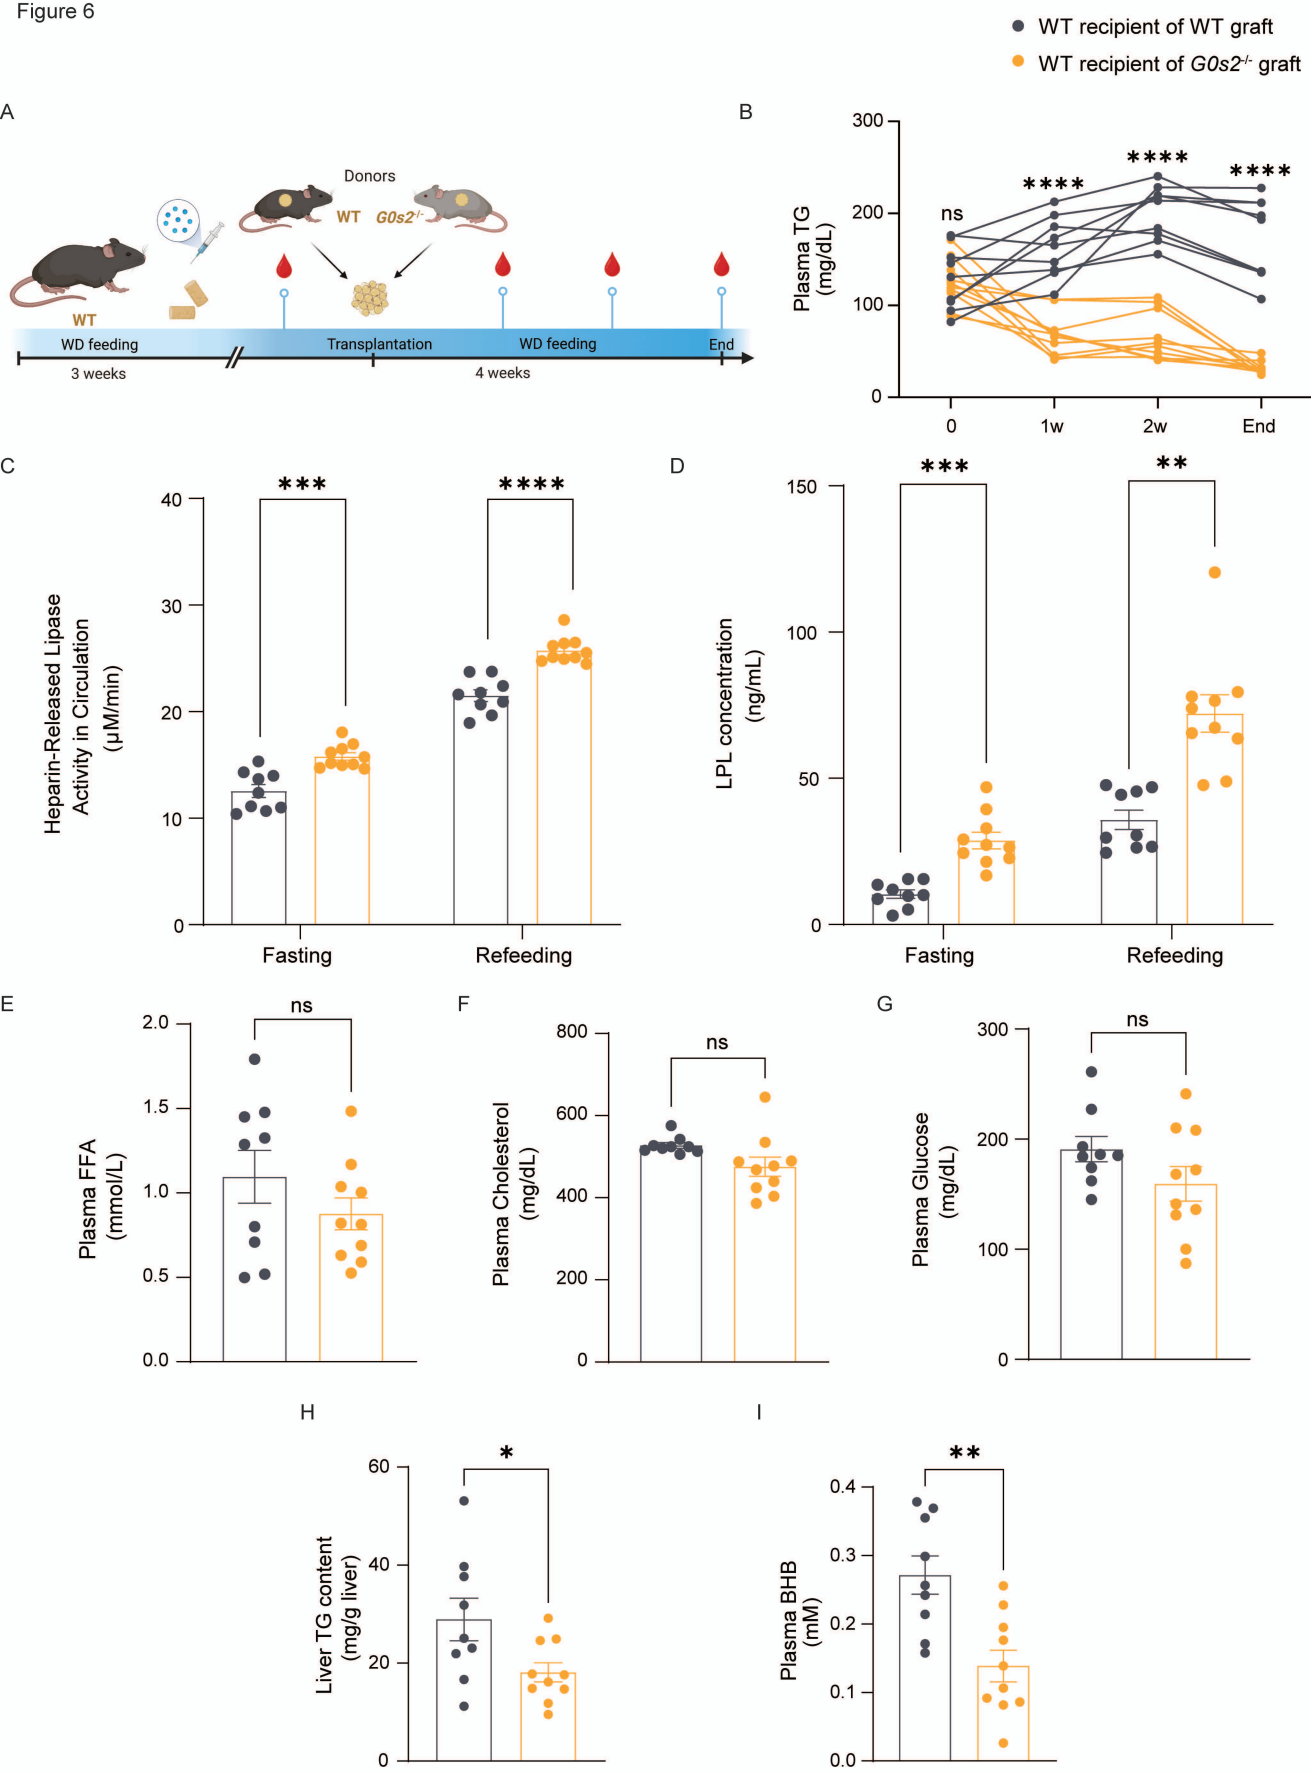 Figure 6
WT recipient of WT graft
WT recipient of G0s2-/- graft
A
Donors
WT G0s2-/-
WT
WD feeding
Transplantation
WD feeding
End
3 weeks
4 weeks
B
Plasma TG
(mg/dL)
300
200
100
0
ns
****
****
****
0
1w
2w
End
C
Heparin-Released Lipase
Activity in Circulation
(µM/min)
40
30
20
10
0
***
****
Fasting
Refeeding
D
LPL concentration
(ng/mL)
150
100
50
0
***
**
Fasting
Refeeding
E
Plasma FFA
(mmol/L)
2.0
1.5
1.0
0.5
0.0
ns
F
Plasma Cholesterol
(mg/dL)
800
600
400
200
0
ns
G
Plasma Glucose
(mg/dL)
300
200
100
0
ns
H
Liver TG content
(mg/g liver)
60
40
20
0
*
I
Plasma BHB
(mM)
0.4
0.3
0.2
0.1
0.0
**